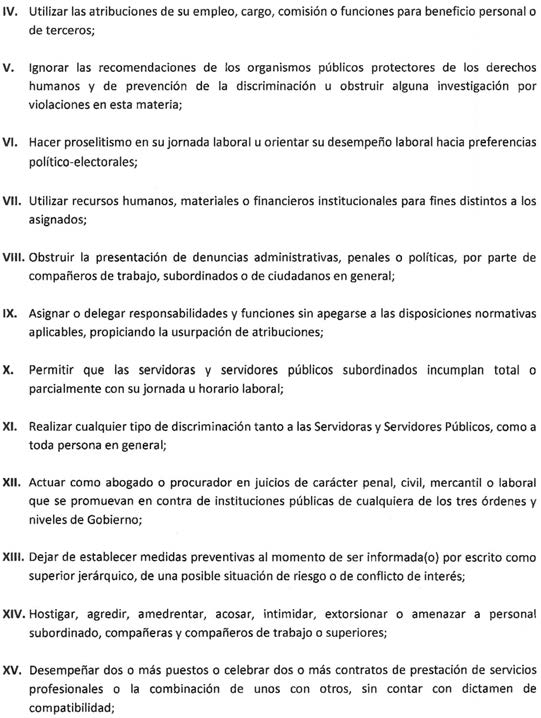 IV. Utilizar las atribuciones de su empleo, cargo, comisión o funciones para beneficio personal o
de terceros;
V. Ignorar las recomendaciones de los organismos públicos protectores de los derechos
humanos y de prevención de la discriminación u obstruir alguna investigación por
violaciones en esta materia;
VI. Hacer proselitismo en su jornada laboral u orientar su desempeño laboral hacia preferencias
político-electorales;
VII. Utilizar recursos humanos, materiales o financieros institucionales para fines distintos a los
asignados;
VIII. Obstruir la presentación de denuncias administrativas, penales o políticas, por parte de
compañeros de trabajo, subordinados o de ciudadanos en general;
IX. Asignar o delegar responsabilidades y funciones sin apegarse a las disposiciones normativas
aplicables, propiciando la usurpación de atribuciones;
X. Permitir que las servidoras y servidores públicos subordinados incumplan total o
parcialmente con su jornada u horario laboral;
XI. Realizar cualquier tipo de discriminación tanto a las Servidoras y Servidores Públicos, como a
toda persona en general;
XII. Actuar como abogado o procurador en juicios de carácter penal, civil, mercantil o laboral
que se promuevan en contra de instituciones públicas de cualquiera de los tres órdenes y
niveles de Gobierno;
XIII. Dejar de establecer medidas preventivas al momento de ser informada(o) por escrito como
superior jerárquico, de una posible situación de riesgo o de conflicto de interés;
XIV. Hostigar, agredir, amedrentar, acosar, intimidar, extorsionar o amenazar a personal
subordinado, compañeras y compañeros de trabajo o superiores;
XV. Desempeñar dos o más puestos o celebrar dos o más contratos de prestación de servicios
profesionales o la combinación de unos con otros, sin contar con dictamen de
compatibilidad;